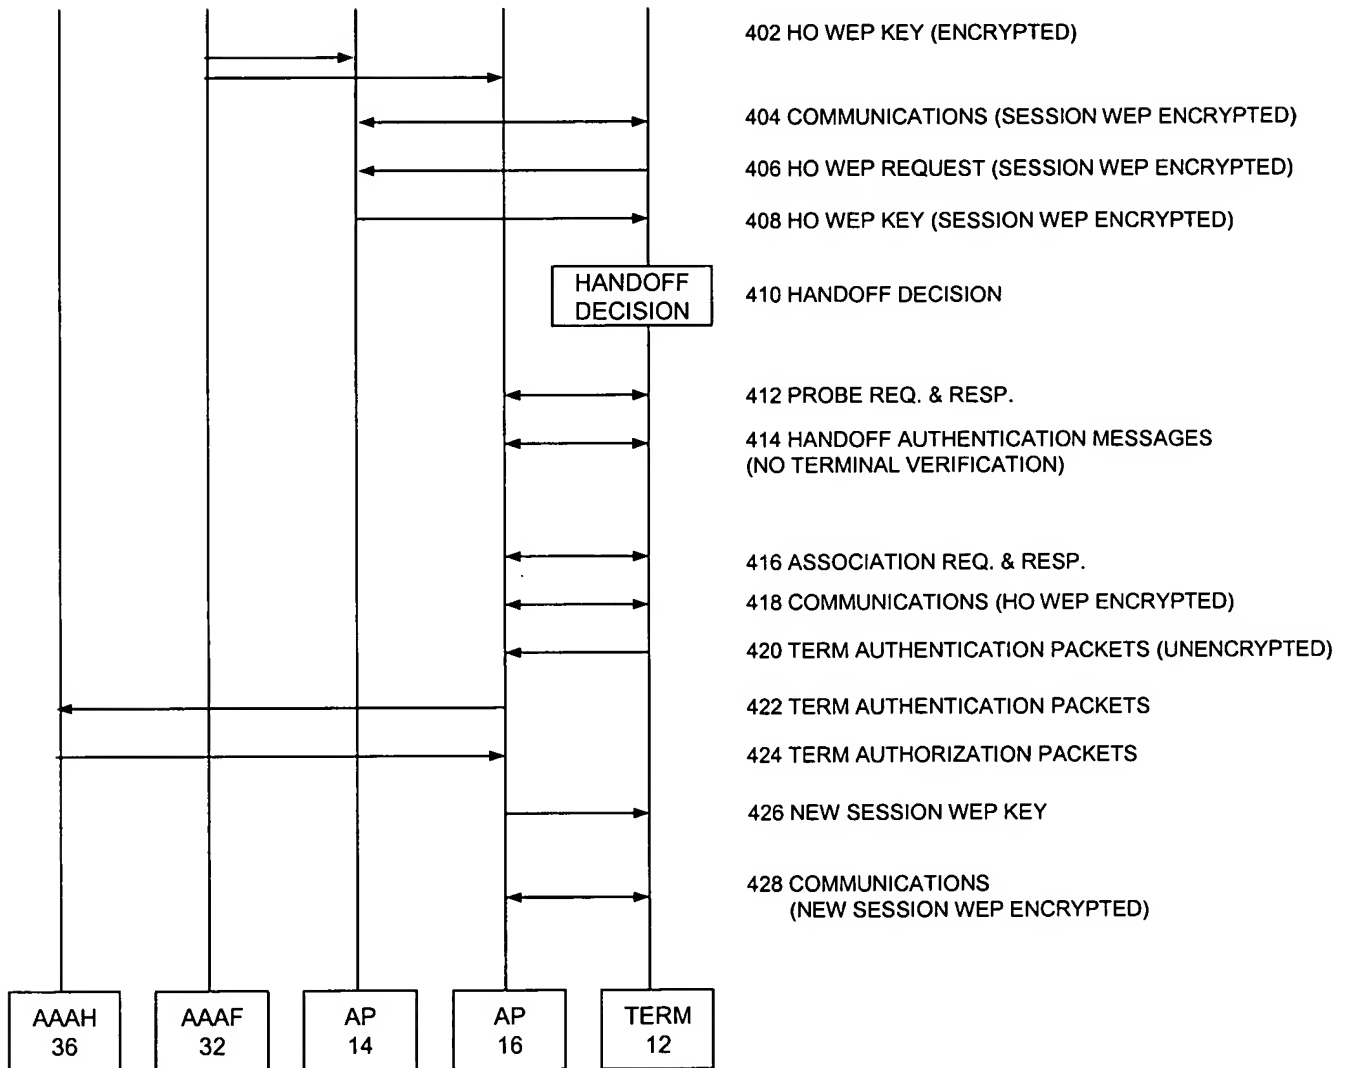 402 HO WEP KEY (ENCRYPTED)
404 COMMUNICATIONS (SESSION WEP ENCRYPTED)
406 HO WEP REQUEST (SESSION WEP ENCRYPTED)
408 HO WEP KEY (SESSION WEP ENCRYPTED)
HANDOFF
DECISION
410 HANDOFF DECISION
412 PROBE REQ. & RESP.
414 HANDOFF AUTHENTICATION MESSAGES
(NO TERMINAL VERIFICATION)
416 ASSOCIATION REQ. & RESP.
418 COMMUNICATIONS (HO WEP ENCRYPTED)
420 TERM AUTHENTICATION PACKETS (UNENCRYPTED)
422 TERM AUTHENTICATION PACKETS
424 TERM AUTHORIZATION PACKETS
426 NEW SESSION WEP KEY
428 COMMUNICATIONS
(NEW SESSION WEP ENCRYPTED)
AAAH
36
AAAF
32
AP
14
AP
16
TERM
12